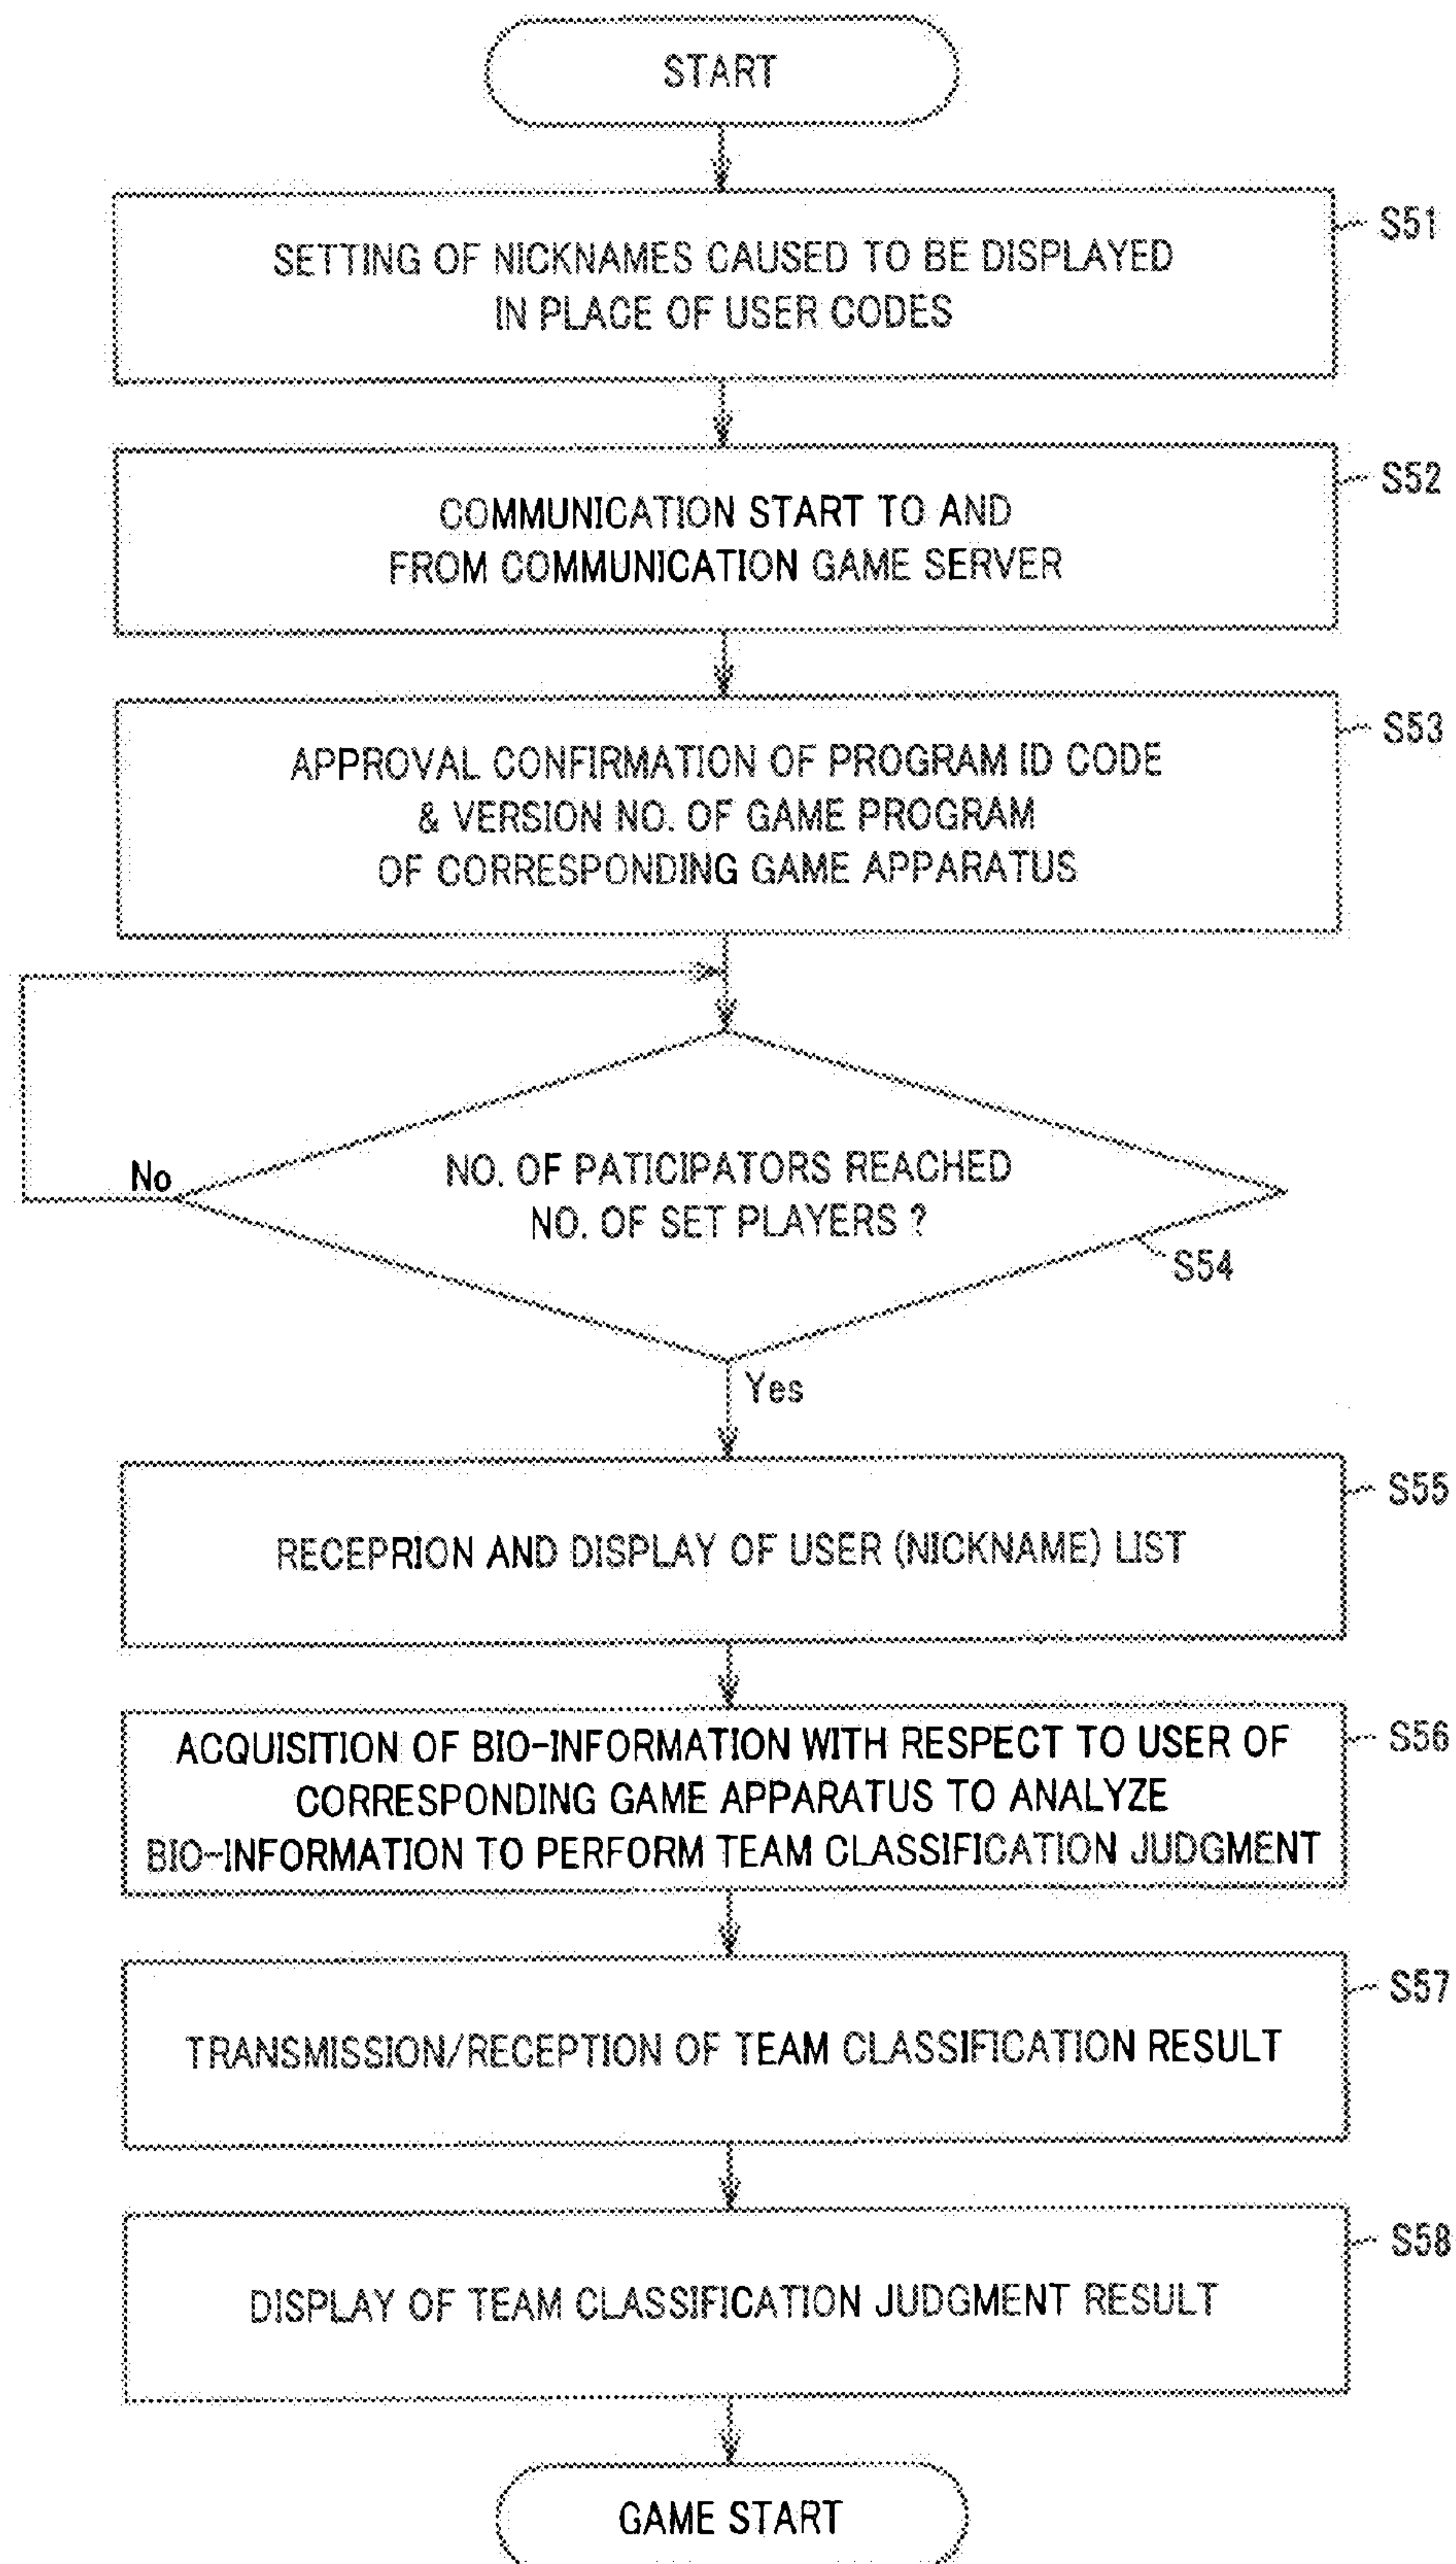 START
SETTING OF NICKNAMES CAUSED TO BE DISPLAYED
IN PLACE OF USER CODES
S51
COMMUNICATION START TO AND
FROM COMMUNICATION GAME SERVER
S52
APPROVAL CONFIRMATION OF PROGRAM ID CODE
& VERSION NO. OF GAME PROGRAM
OF CORRESPONDING GAME APPARATUS
S53
No
NO. OF PATICIPATORS REACHED
NO. OF SET PLAYERS ?
S54
Yes
RECEPRION AND DISPLAY OF USER (NICKNAME) LIST
S55
ACQUISITION OF BIO-INFORMATION WITH RESPECT TO USER OF
CORRESPONDING GAME APPARATUS TO ANALYZE
BIO-INFORMATION TO PERFORM TEAM CLASSIFICATION JUDGMENT
S56
TRANSMISSION/RECEPTION OF TEAM CLASSIFICATION RESULT
S57
DISPLAY OF TEAM CLASSIFICATION JUDGMENT RESULT
S58
GAME START